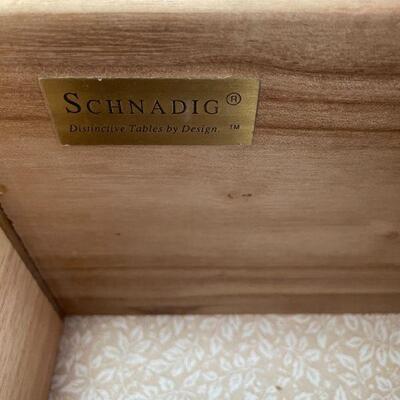 SCHNADIG ®
Distinctive Tables by Design. ™